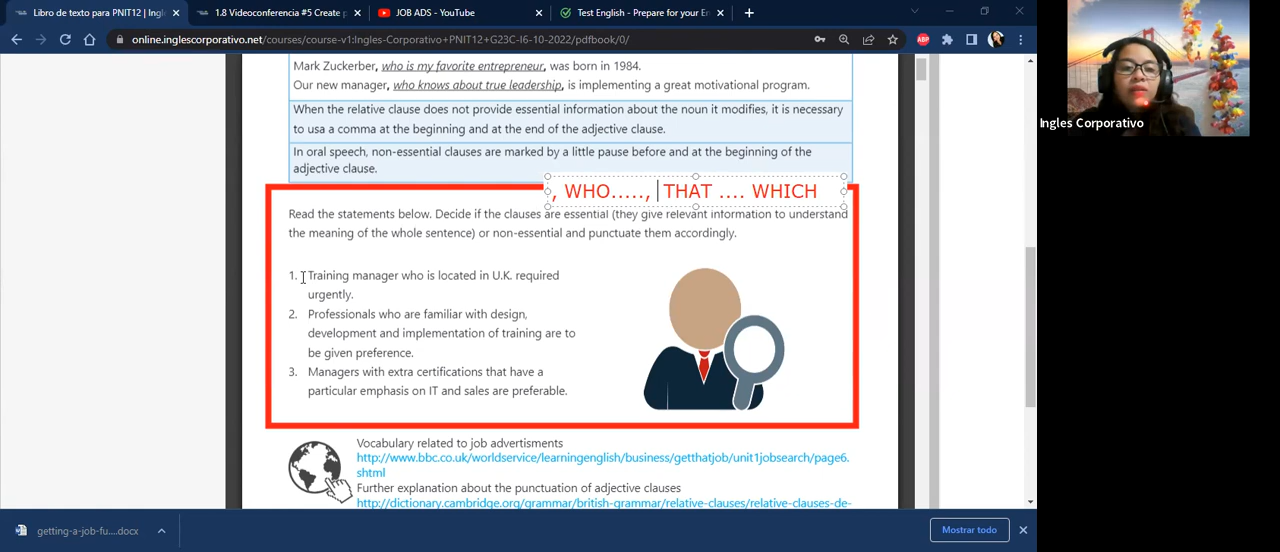 Libro de texto para PNIT12 | Ingl
1.8 Videoconferencia #5 Create p
JOB ADS - YouTube
Test English - Prepare for your En
online.inglescorporativo.net/courses/course-v1:Ingles-Corporativo+PNIT12+G23C-I6-10-2022/pdfbook/0/
Mark Zuckerber, who is my favorite entrepreneur, was born in 1984.
Our new manager, who knows about true leadership, is implementing a great motivational program.
When the relative clause does not provide essential information about the noun it modifies, it is necessary
to usa a comma at the beginning and at the end of the adjective clause.
In oral speech, non-essential clauses are marked by a little pause before and at the beginning of the
adjective clause.
, WHO....., THAT .... WHICH
Read the statements below. Decide if the clauses are essential (they give relevant information to understand
the meaning of the whole sentence) or non-essential and punctuate them accordingly.
1. Training manager who is located in U.K. required
urgently.
2. Professionals who are familiar with design,
development and implementation of training are to
be given preference.
3. Managers with extra certifications that have a
particular emphasis on IT and sales are preferable.
Vocabulary related to job advertisments
http://www.bbc.co.uk/worldservice/learningenglish/business/getthatjob/unit1jobsearch/page6.
shtml
Further explanation about the punctuation of adjective clauses
http://dictionary.cambridge.org/grammar/british-grammar/relative-clauses/relative-clauses-de-
getting-a-job-fu....docx
Mostrar todo
Ingles Corporativo
ABP